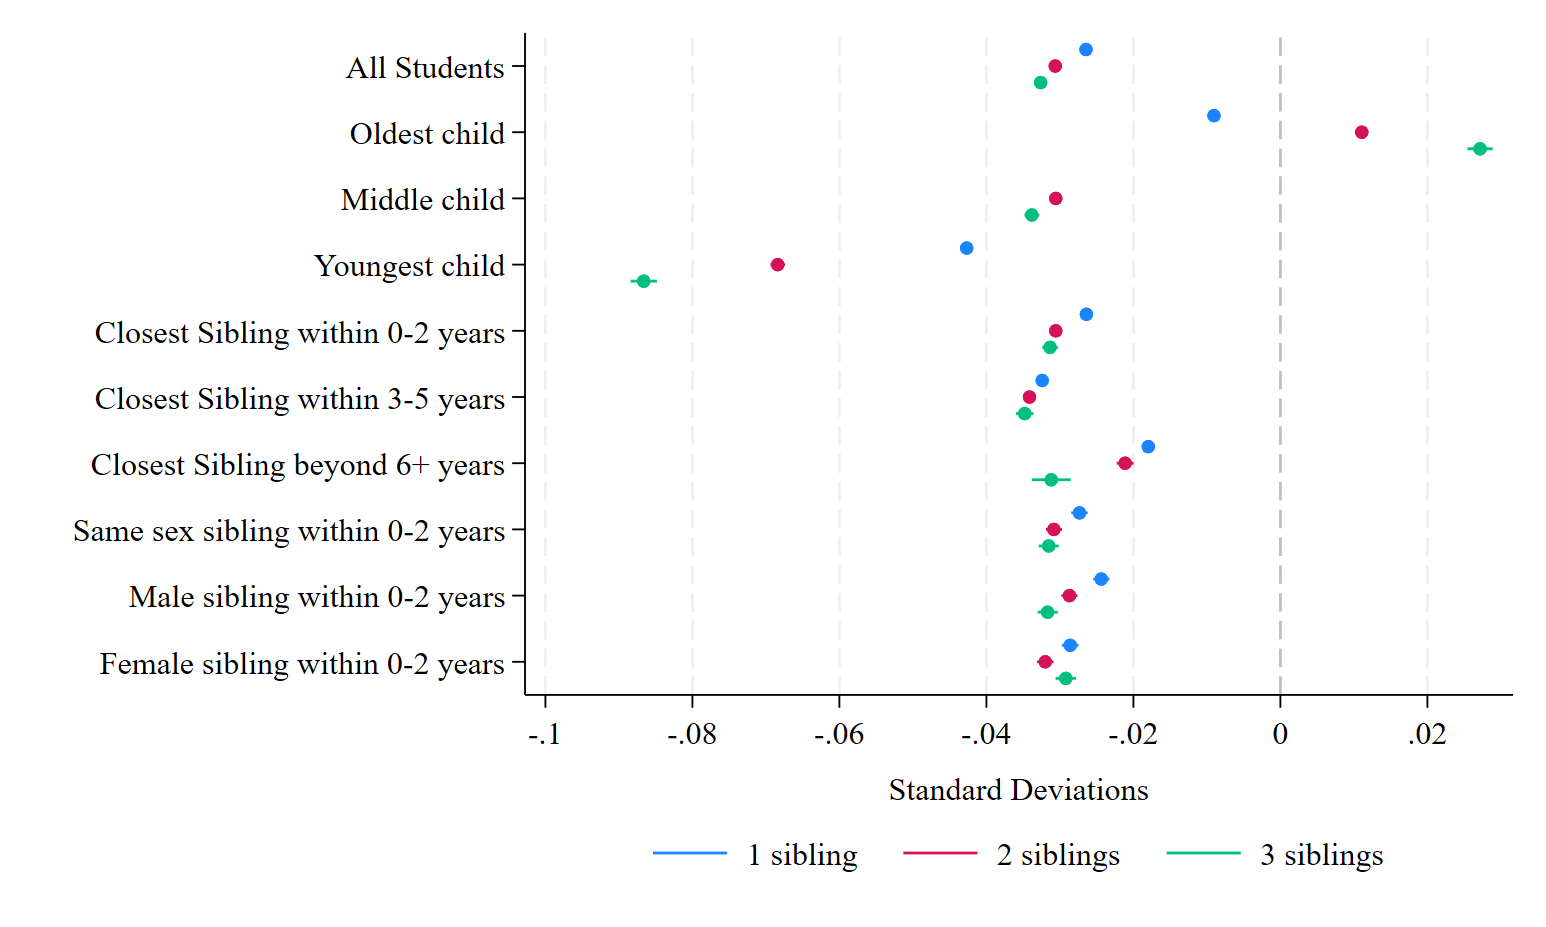 All Students
Oldest child
Middle child
Youngest child
Closest Sibling within 0-2 years
Closest Sibling within 3-5 years
Closest Sibling beyond 6+ years
Same sex sibling within 0-2 years
Male sibling within 0-2 years
Female sibling within 0-2 years
-.1 -.08 -.06 -.04 -.02 0 .02
Standard Deviations
1 sibling 2 siblings 3 siblings